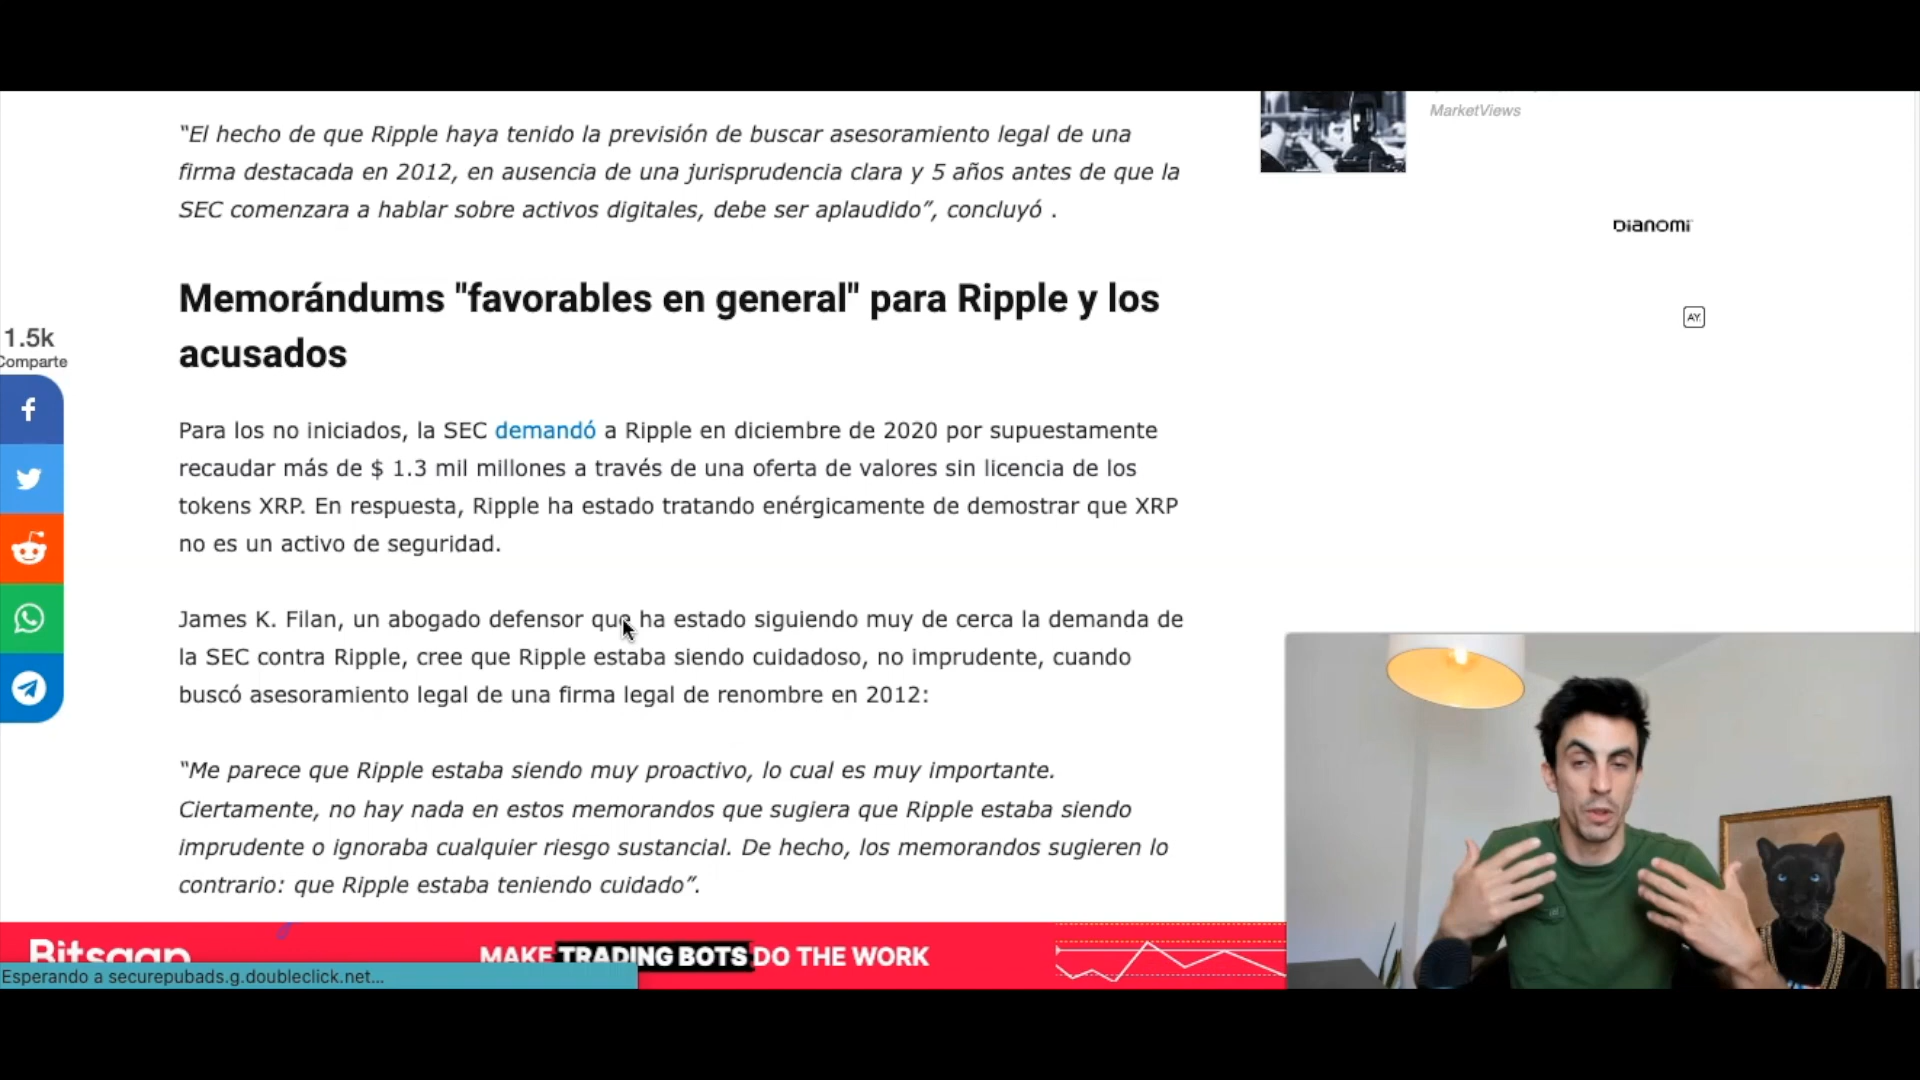 MarketViews
“El hecho de que Ripple haya tenido la previsión de buscar asesoramiento legal de una
firma destacada en 2012, en ausencia de una jurisprudencia clara y 5 años antes de que la
SEC comenzara a hablar sobre activos digitales, debe ser aplaudido”, concluyó .
Dianomi
Memorándums "favorables en general" para Ripple y los
acusados
AY
1.5k
Comparte
Para los no iniciados, la SEC demandó a Ripple en diciembre de 2020 por supuestamente
recaudar más de $ 1.3 mil millones a través de una oferta de valores sin licencia de los
tokens XRP. En respuesta, Ripple ha estado tratando enérgicamente de demostrar que XRP
no es un activo de seguridad.
James K. Filan, un abogado defensor que ha estado siguiendo muy de cerca la demanda de
la SEC contra Ripple, cree que Ripple estaba siendo cuidadoso, no imprudente, cuando
buscó asesoramiento legal de una firma legal de renombre en 2012:
“Me parece que Ripple estaba siendo muy proactivo, lo cual es muy importante.
Ciertamente, no hay nada en estos memorandos que sugiera que Ripple estaba siendo
imprudente o ignoraba cualquier riesgo sustancial. De hecho, los memorandos sugieren lo
contrario: que Ripple estaba teniendo cuidado”.
Bitsgap
MAKE TRADING BOTS DO THE WORK
Esperando a securepubads.g.doubleclick.net...